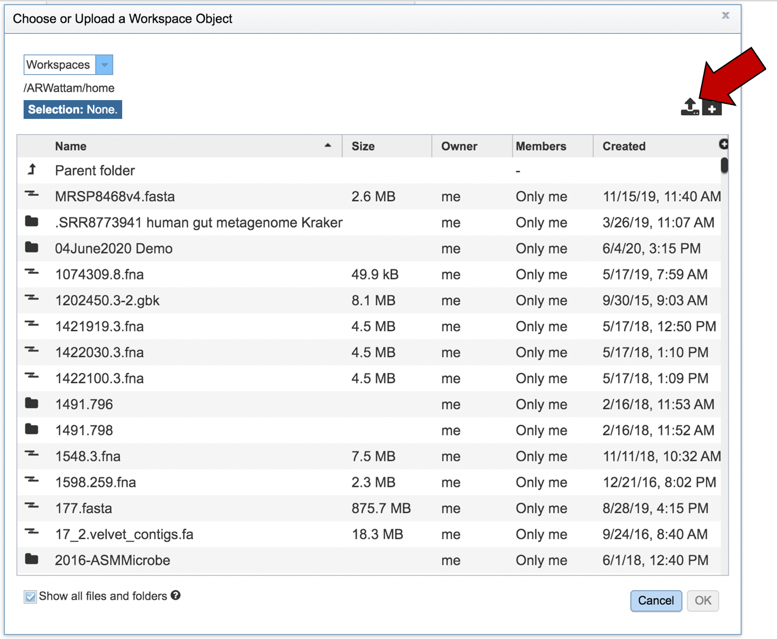 Choose or Upload a Workspace Object x
Workspaces
/ARWattam/home
Selection: None.
Name Size Owner Members Created
Parent folder -
MRSP8468v4.fasta 2.6 MB me Only me 11/15/19, 11:40 AM
.SRR8773941 human gut metagenome Kraker me Only me 3/26/19, 11:07 AM
04June2020 Demo me Only me 6/4/20, 3:15 PM
1074309.8.fna 49.9 kB me Only me 5/17/19, 7:59 AM
1202450.3-2.gbk 8.1 MB me Only me 9/30/15, 9:03 AM
1421919.3.fna 4.5 MB me Only me 5/17/18, 12:50 PM
1422030.3.fna 4.5 MB me Only me 5/17/18, 1:10 PM
1422100.3.fna 4.5 MB me Only me 5/17/18, 1:09 PM
1491.796 me Only me 2/16/18, 11:53 AM
1491.798 me Only me 2/16/18, 11:52 AM
1548.3.fna 7.5 MB me Only me 11/11/18, 10:32 AM
1598.259.fna 2.3 MB me Only me 12/21/16, 8:02 PM
177.fasta 875.7 MB me Only me 8/28/19, 4:15 PM
17_2.velvet_contigs.fa 18.3 MB me Only me 9/24/16, 8:40 AM
2016-ASMMicrobe me Only me 6/1/18, 12:40 PM
Show all files and folders ?
Cancel OK